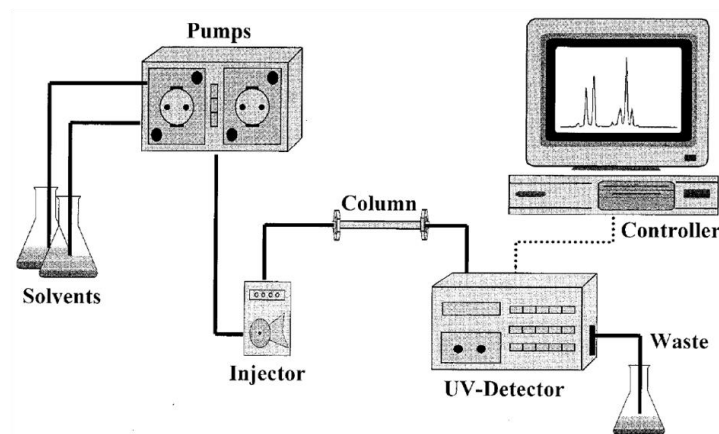 Pumps
Column
Controller
Solvents
Injector
UV-Detector
Waste